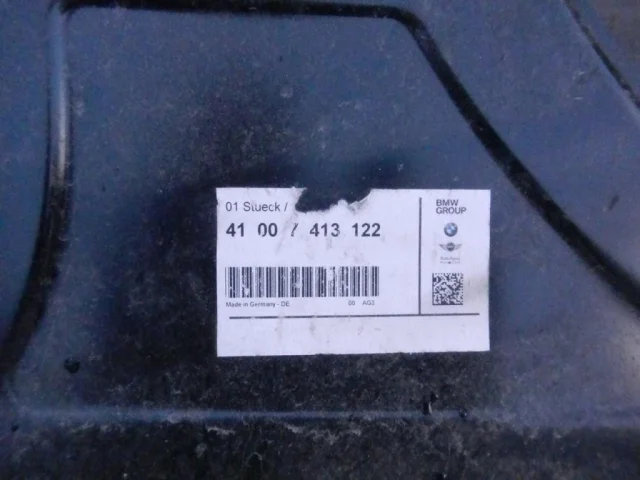 01 Stueck /
BMW
GROUP
41 00 7 413 122
Made in Germany - DE 00 AG3